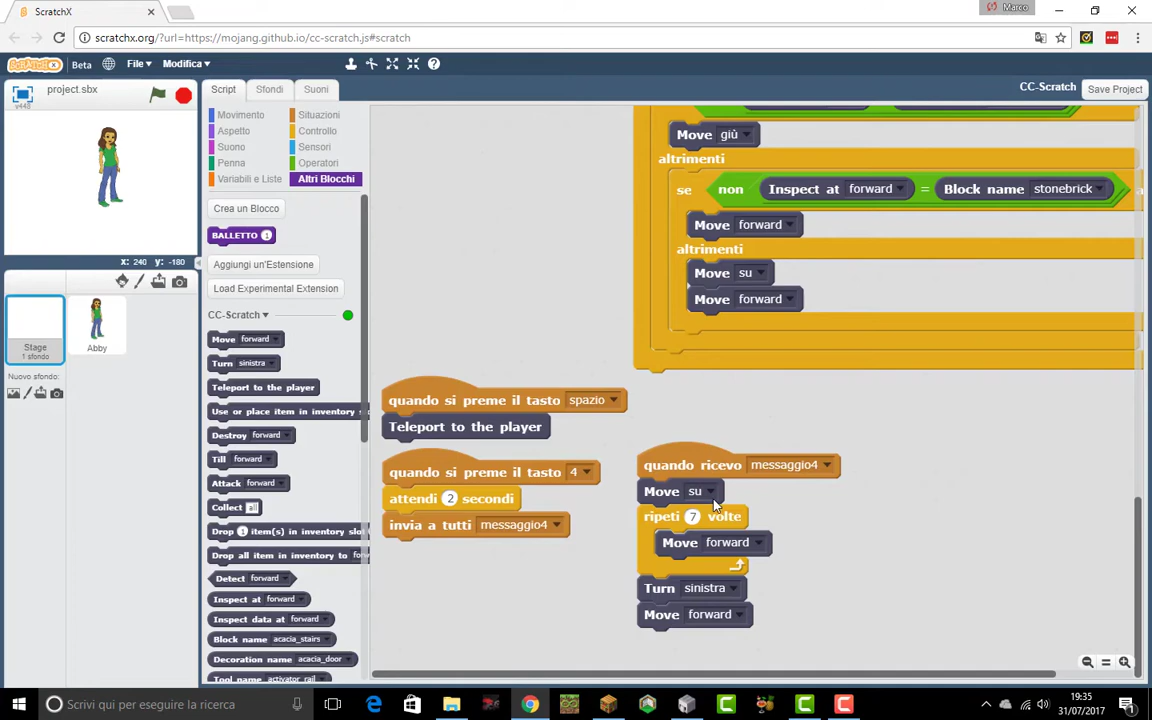 ScratchX
Marco
scratchx.org/?url=https://mojang.github.io/cc-scratch.js#scratch
Beta
File
Modifica
CC-Scratch
Save Project
project.sbx
v448
Script
Sfondi
Suoni
Movimento
Situazioni
Aspetto
Controllo
Suono
Sensori
Penna
Operatori
Variabili e Liste
Altri Blocchi
Crea un Blocco
BALLETTO 1
Aggiungi un'Estensione
Load Experimental Extension
CC-Scratch
Move forward
Turn sinistra
Teleport to the player
Use or place item in inventory slot
Destroy forward
Till forward
Attack forward
Collect all
Drop 1 item(s) in inventory slot
Drop all item in inventory to forw
Detect forward
Inspect at forward
Inspect data at forward
Block name acacia_stairs
Decoration name acacia_door
Tool name activator_rail
x: 240 y: -180
Stage
1 sfondo
Abby
Nuovo sfondo:
Move giù
altrimenti
se non Inspect at forward = Block name stonebrick
Move forward
altrimenti
Move su
Move forward
quando si preme il tasto spazio
Teleport to the player
quando si preme il tasto 4
attendi 2 secondi
invia a tutti messaggio4
quando ricevo messaggio4
Move su
ripeti 7 volte
Move forward
Turn sinistra
Move forward
Scrivi qui per eseguire la ricerca
19:35
31/07/2017